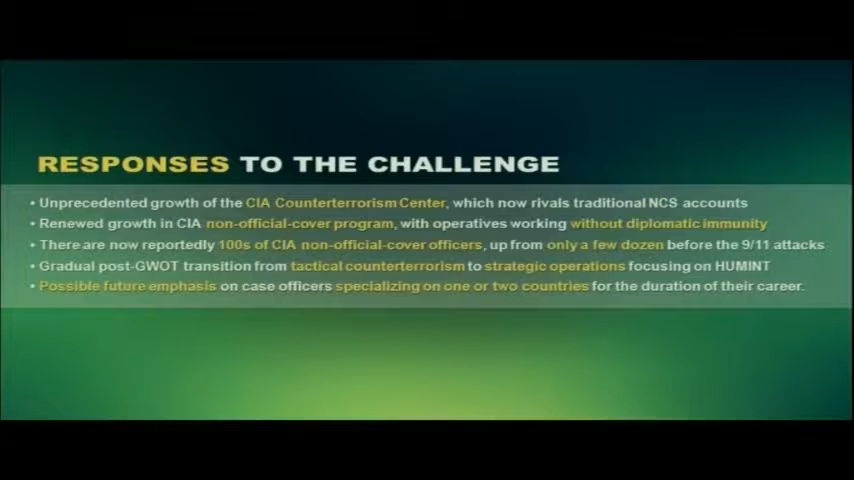 RESPONSES TO THE CHALLENGE
• Unprecedented growth of the CIA Counterterrorism Center, which now rivals traditional NCS accounts
• Renewed growth in CIA non-official-cover program, with operatives working without diplomatic immunity
• There are now reportedly 100s of CIA non-official-cover officers, up from only a few dozen before the 9/11 attacks
• Gradual post-GWOT transition from tactical counterterrorism to strategic operations focusing on HUMINT
• Possible future emphasis on case officers specializing on one or two countries for the duration of their career.